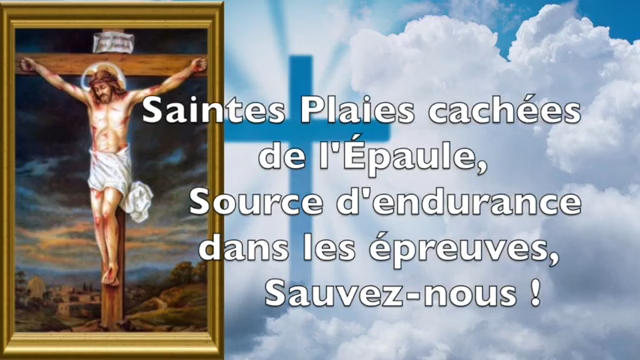 Saintes Plaies cachées
de l'Épaule,
Source d'endurance
dans les épreuves,
Sauvez-nous !